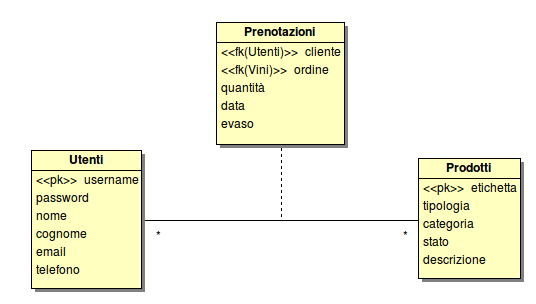 Prenotazioni
<<fk(Utenti)>> cliente
<<fk(Vini)>> ordine
quantità
data
evaso
Utenti
<<pk>> username
password
nome
cognome
email
telefono
Prodotti
<<pk>> etichetta
tipologia
categoria
stato
descrizione
* *